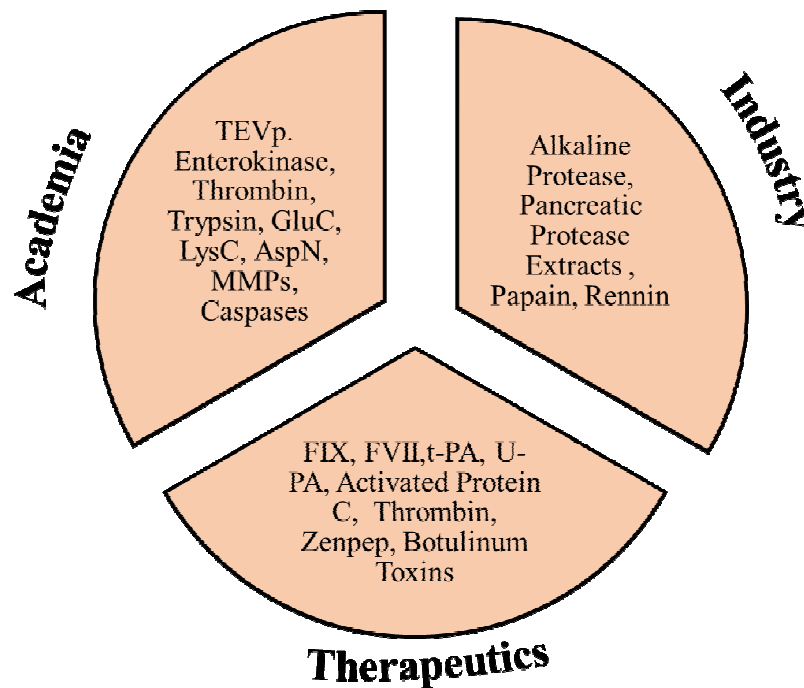 Academia
TEVp.
Enterokinase,
Thrombin,
Trypsin, GluC,
LysC, AspN,
MMPs,
Caspases
Industry
Alkaline
Protease,
Pancreatic
Protease
Extracts ,
Papain, Rennin
FIX, FVII,t-PA, U-
PA, Activated Protein
C, Thrombin,
Zenpep, Botulinum
Toxins
Therapeutics